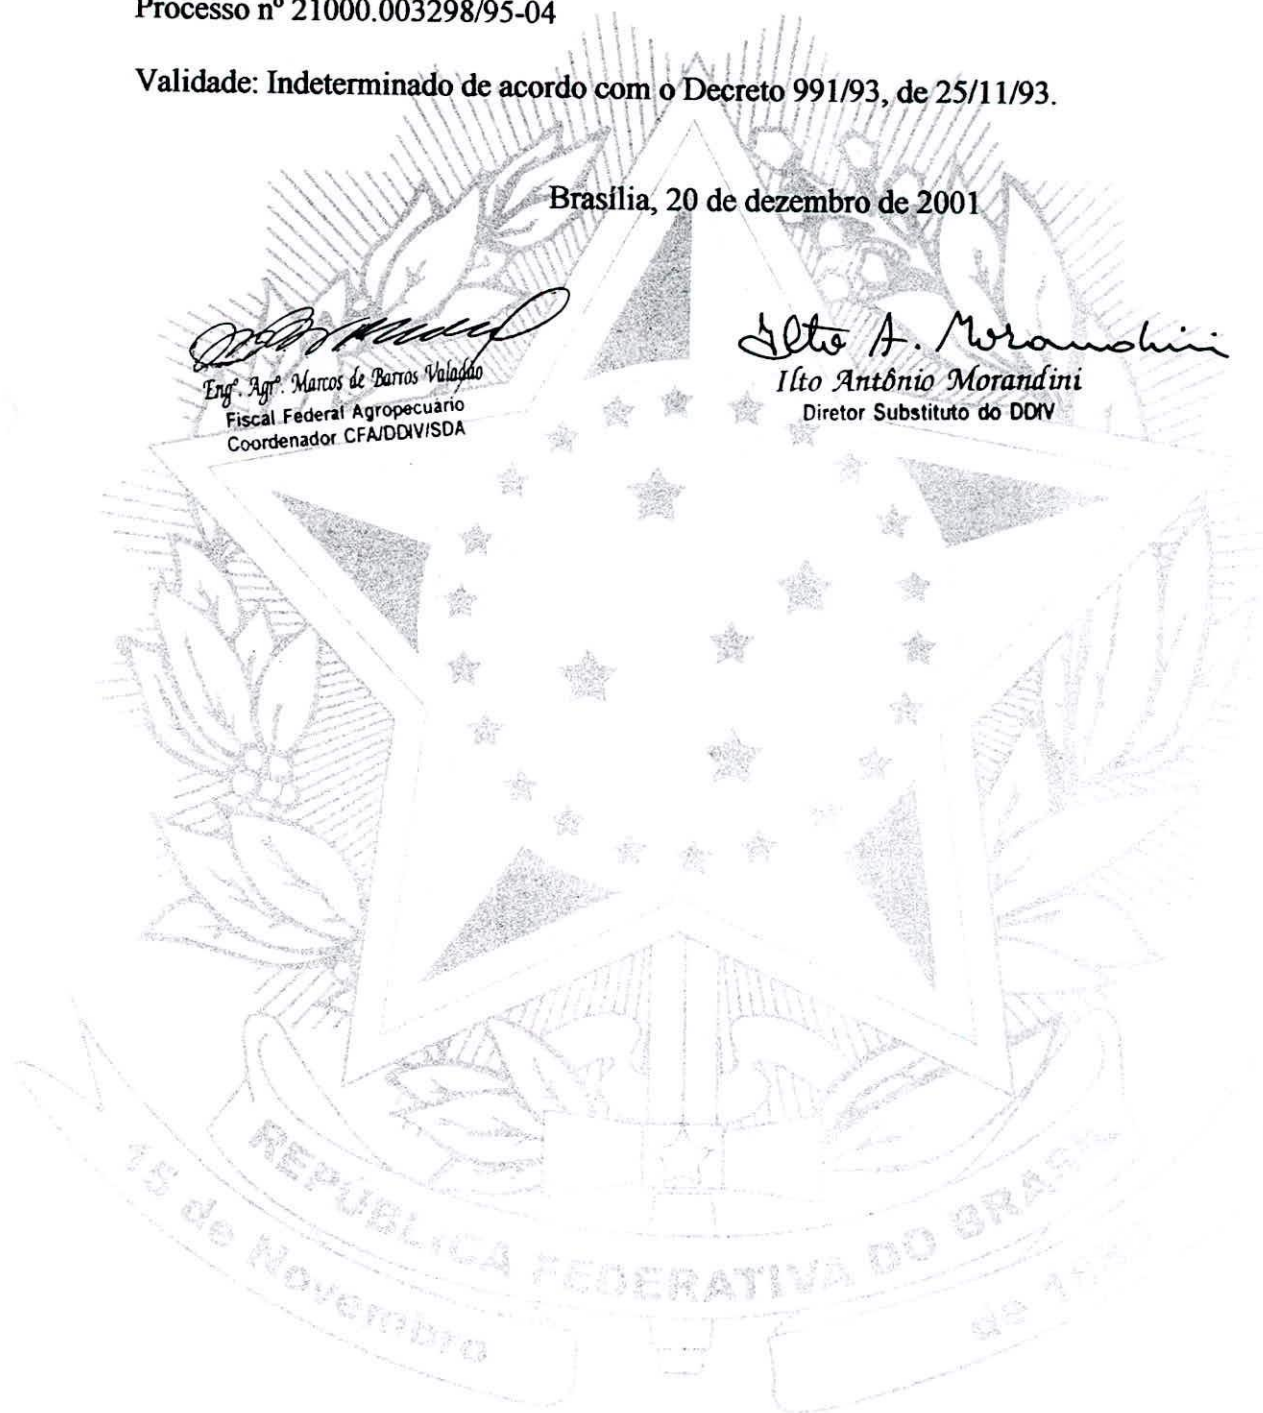 Processo nº 21000.003298/95-04
Validade: Indeterminado de acordo com o Decreto 991/93, de 25/11/93.
Brasília, 20 de dezembro de 2001
Ilto A. Morandini
Engº. Agrº. Marcos de Barros Valadão
Fiscal Federal Agropecuário
Coordenador CFA/DDIV/SDA
Ilto Antônio Morandini
Diretor Substituto do DDIV
REPÚBLICA FEDERATIVA DO BRASIL
15 de Novembro
de